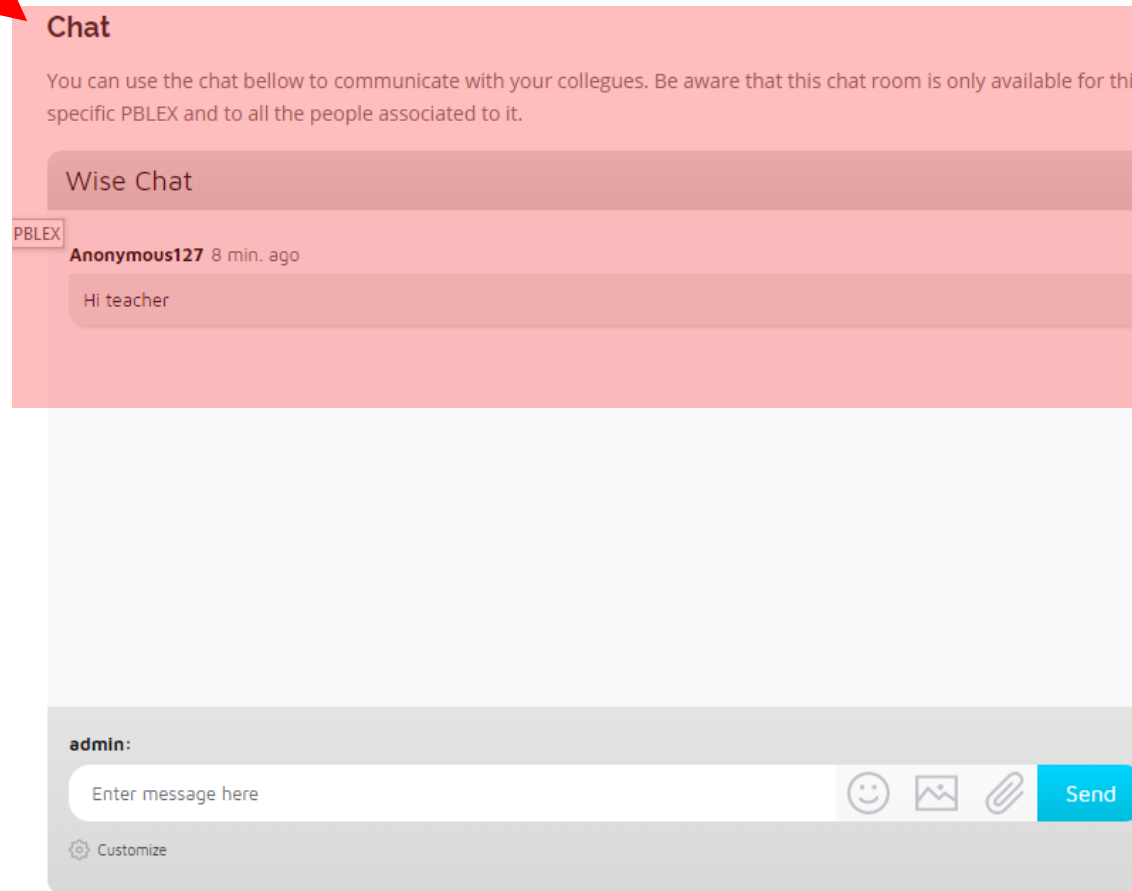 Chat
You can use the chat bellow to communicate with your collegues. Be aware that this chat room is only available for thi
specific PBLEX and to all the people associated to it.
Wise Chat
PBLEX
Anonymous127 8 min. ago
Hi teacher
admin:
Enter message here
Send
Customize